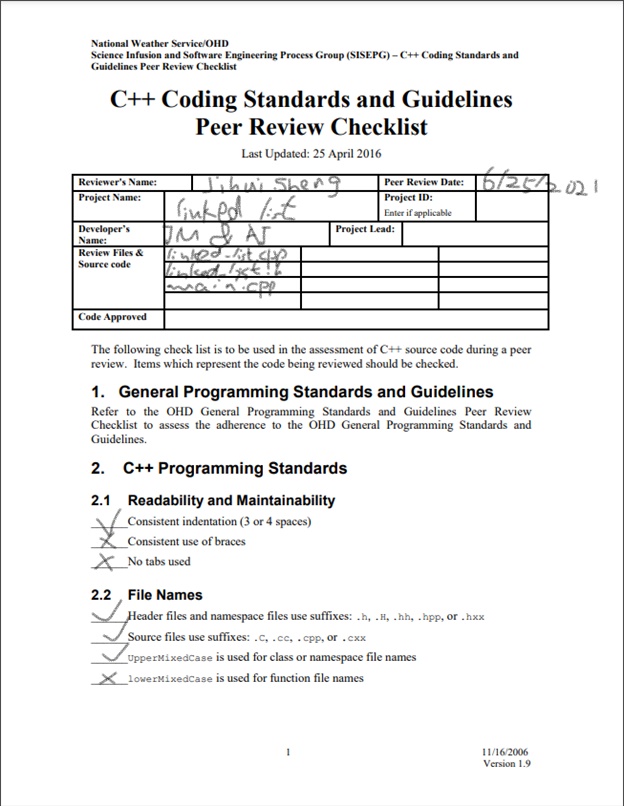 National Weather Service/OHD
Science Infusion and Software Engineering Process Group (SISEPG) – C++ Coding Standards and
Guidelines Peer Review Checklist
C++ Coding Standards and Guidelines
Peer Review Checklist
Last Updated: 25 April 2016
Reviewer's Name: Jihui Sheng Peer Review Date: 6/25/2021
Project Name: linked list Project ID:
Enter if applicable
Developer's
Name: JM & AJ Project Lead:
Review Files & linked_list.cpp
Source code linked_list.h
main.cpp
Code Approved
The following check list is to be used in the assessment of C++ source code during a peer
review. Items which represent the code being reviewed should be checked.
1. General Programming Standards and Guidelines
Refer to the OHD General Programming Standards and Guidelines Peer Review
Checklist to assess the adherence to the OHD General Programming Standards and
Guidelines.
2. C++ Programming Standards
2.1 Readability and Maintainability
Consistent indentation (3 or 4 spaces)
Consistent use of braces
No tabs used
2.2 File Names
Header files and namespace files use suffixes: .h, .H, .hh, .hpp, or .hxx
Source files use suffixes: .C, .cc, .cpp, or .cxx
UpperMixedCase is used for class or namespace file names
lowerMixedCase is used for function file names
1 11/16/2006
Version 1.9